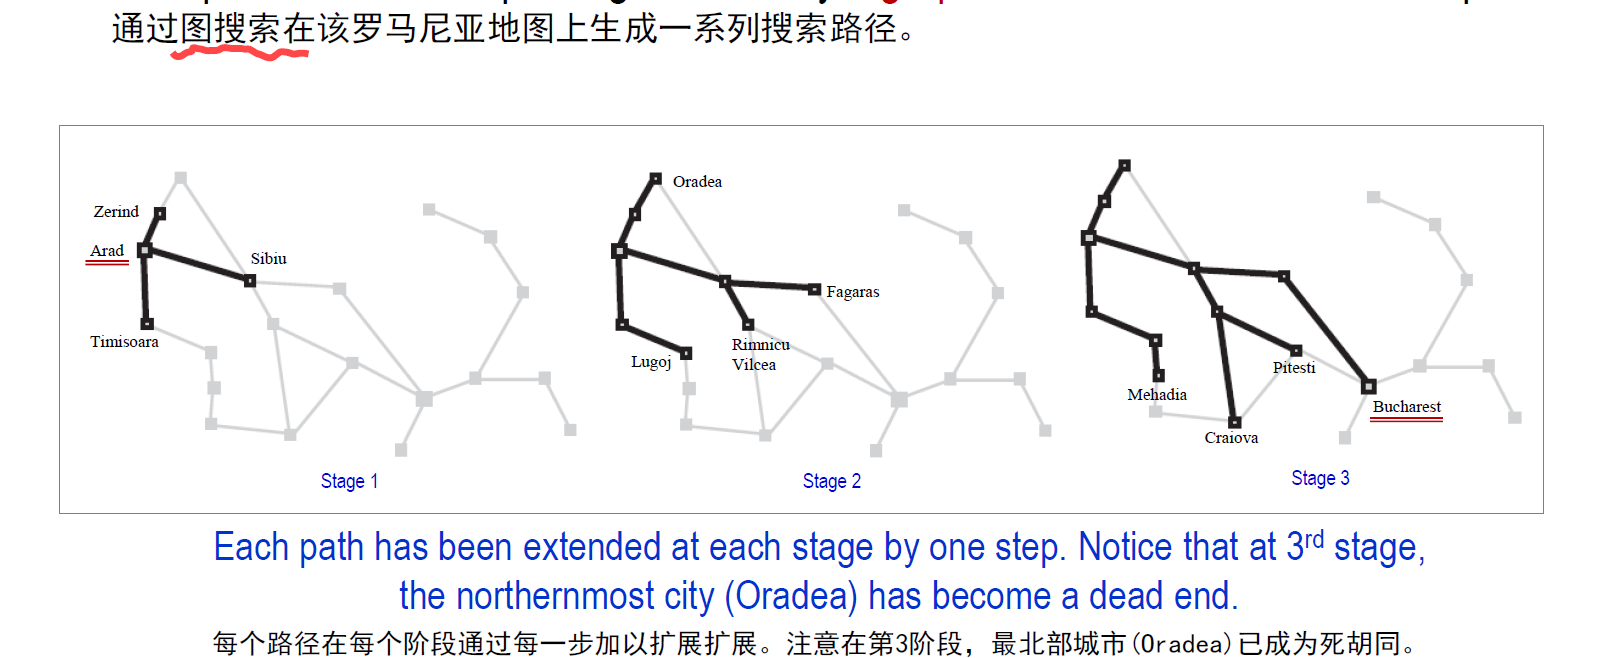 通过图搜索在该罗马尼亚地图上生成一系列搜索路径。
Oradea
Zerind
Arad
Sibiu
Fagaras
Timisoara
Lugoj
Rimnicu
Vilcea
Pitesti
Mehadia
Bucharest
Craiova
Stage 1
Stage 2
Stage 3
Each path has been extended at each stage by one step. Notice that at 3rd stage,
the northernmost city (Oradea) has become a dead end.
每个路径在每个阶段通过每一步加以扩展扩展。注意在第3阶段，最北部城市(Oradea)已成为死胡同。